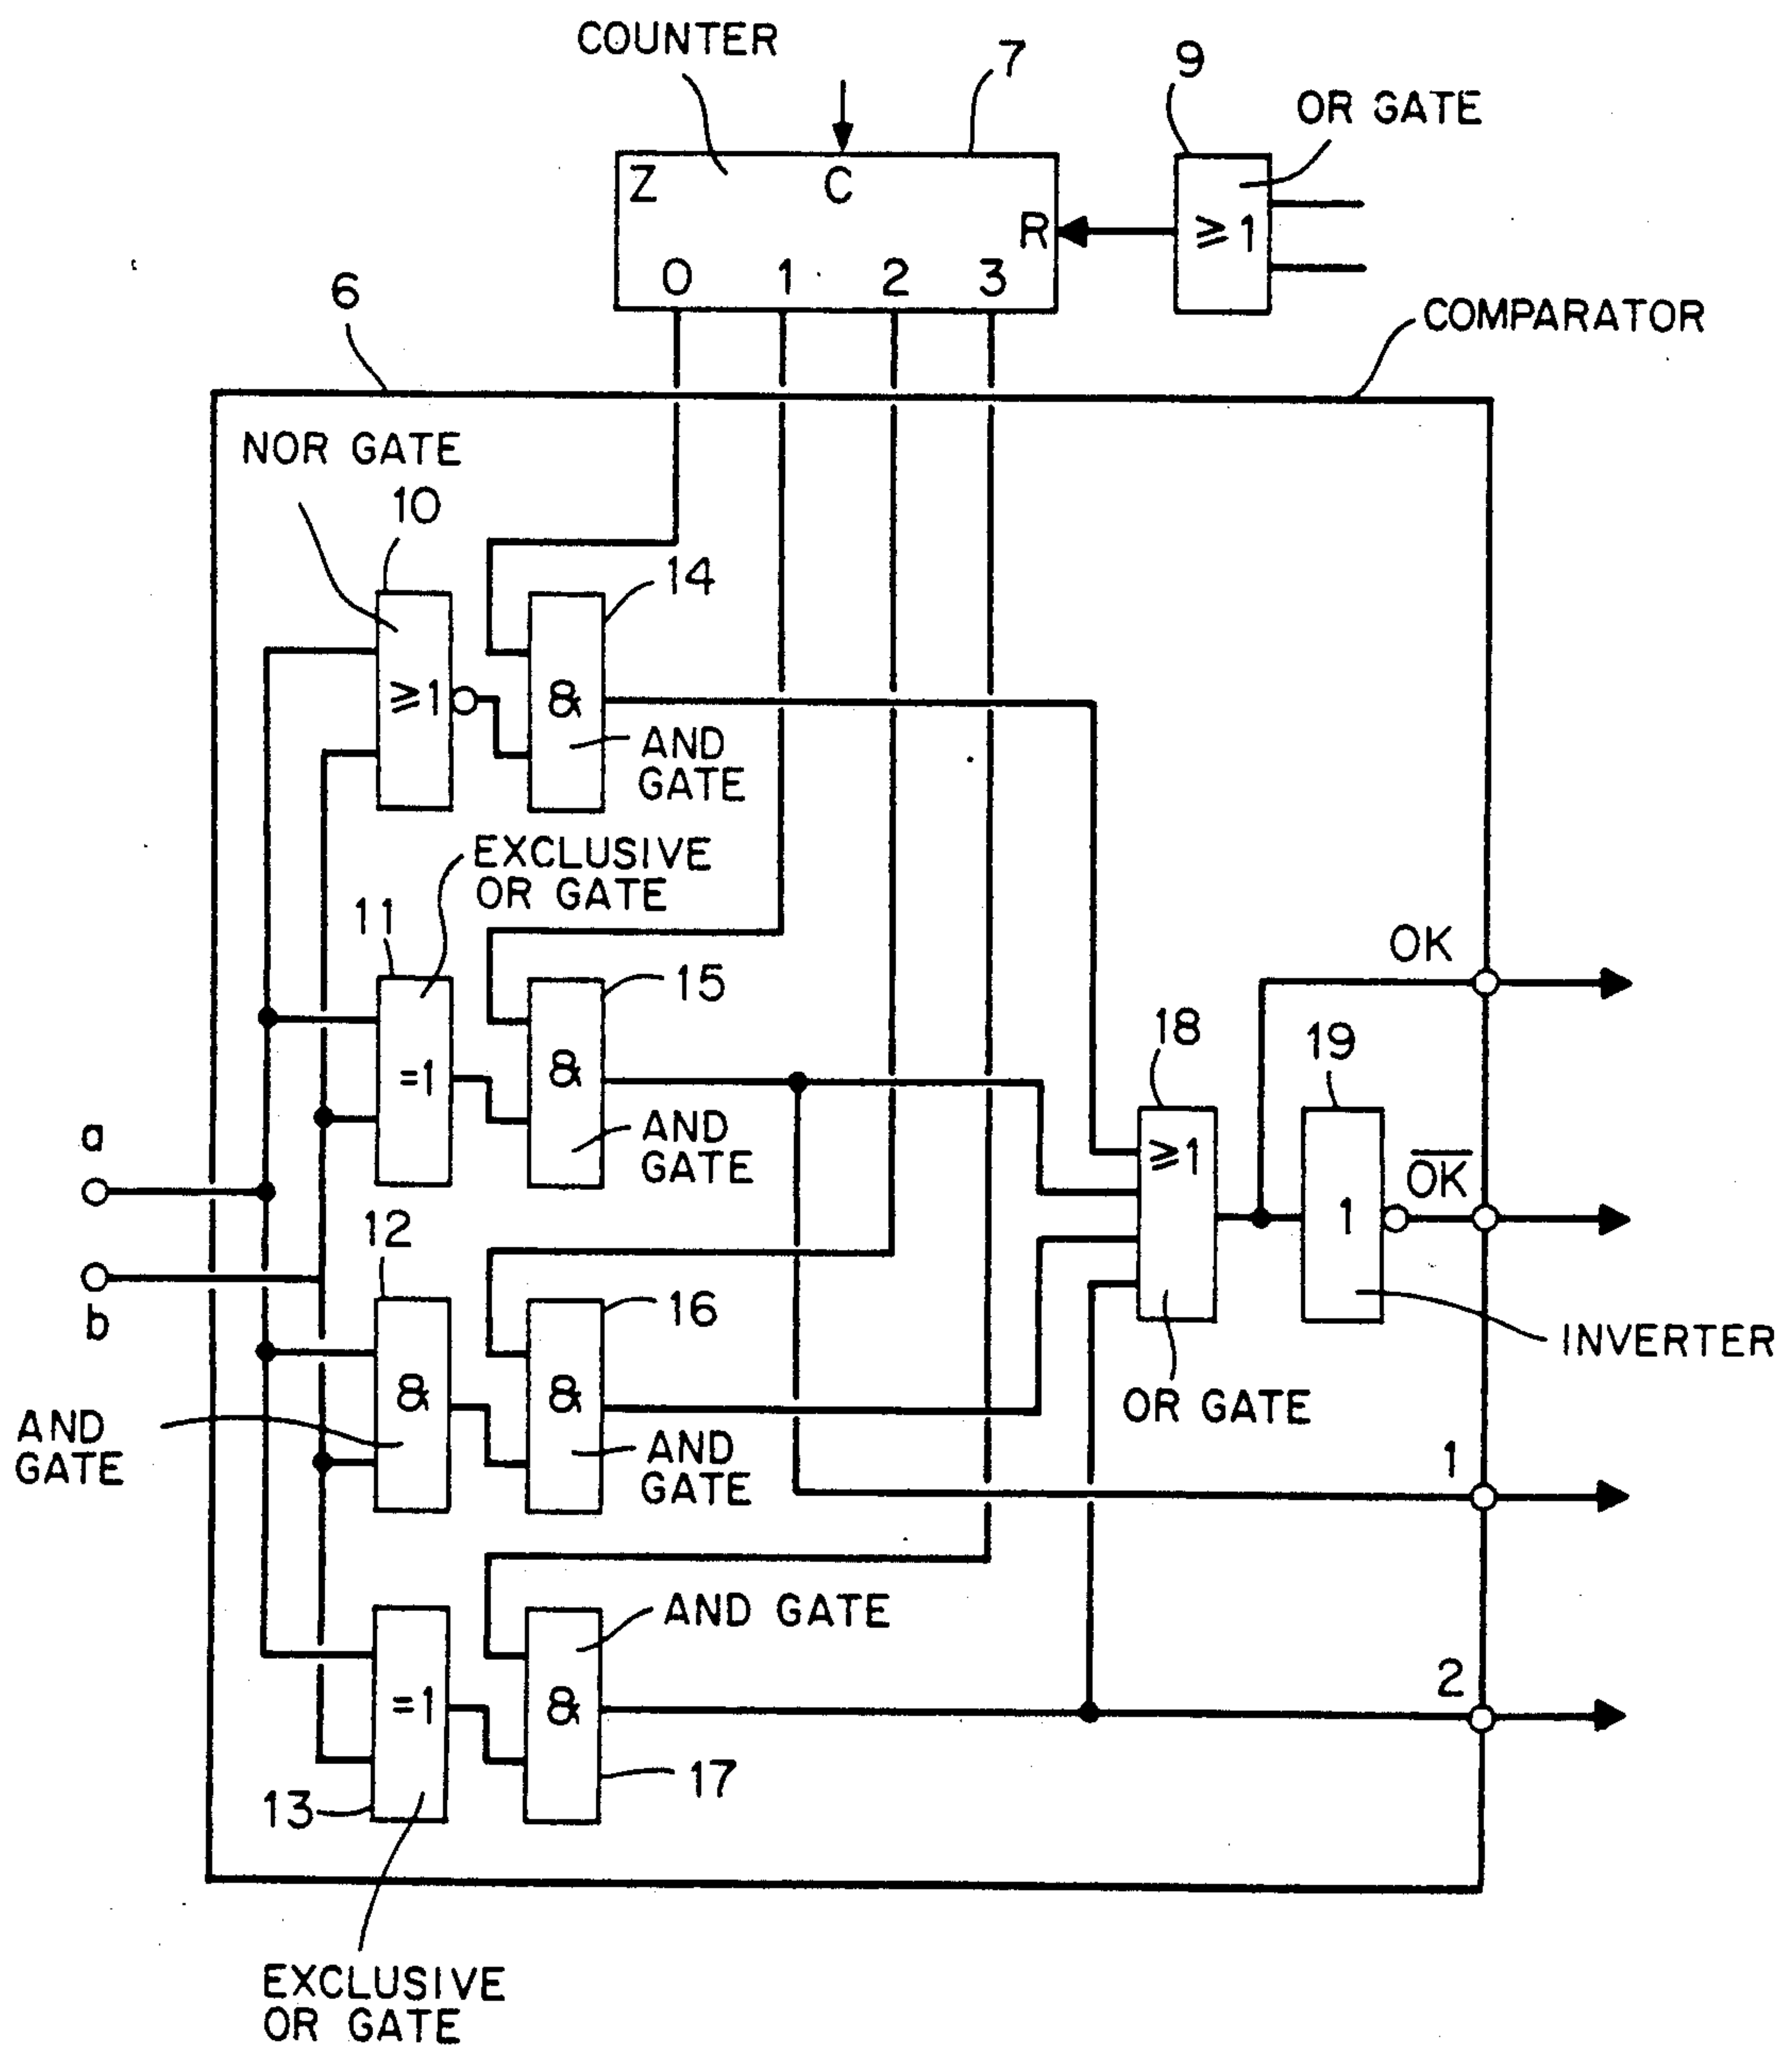 COUNTER
7
9
OR GATE
Z
C
R
≥1
0 1 2 3
6
COMPARATOR
NOR GATE
10
14
≥1
&
AND
GATE
EXCLUSIVE
OR GATE
11
15
OK
=1
&
18
19
AND
GATE
≥1
a
1
OK̅
12
b
16
INVERTER
&
&
OR GATE
AND
GATE
AND
GATE
1
AND GATE
2
=1
&
17
13
EXCLUSIVE
OR GATE